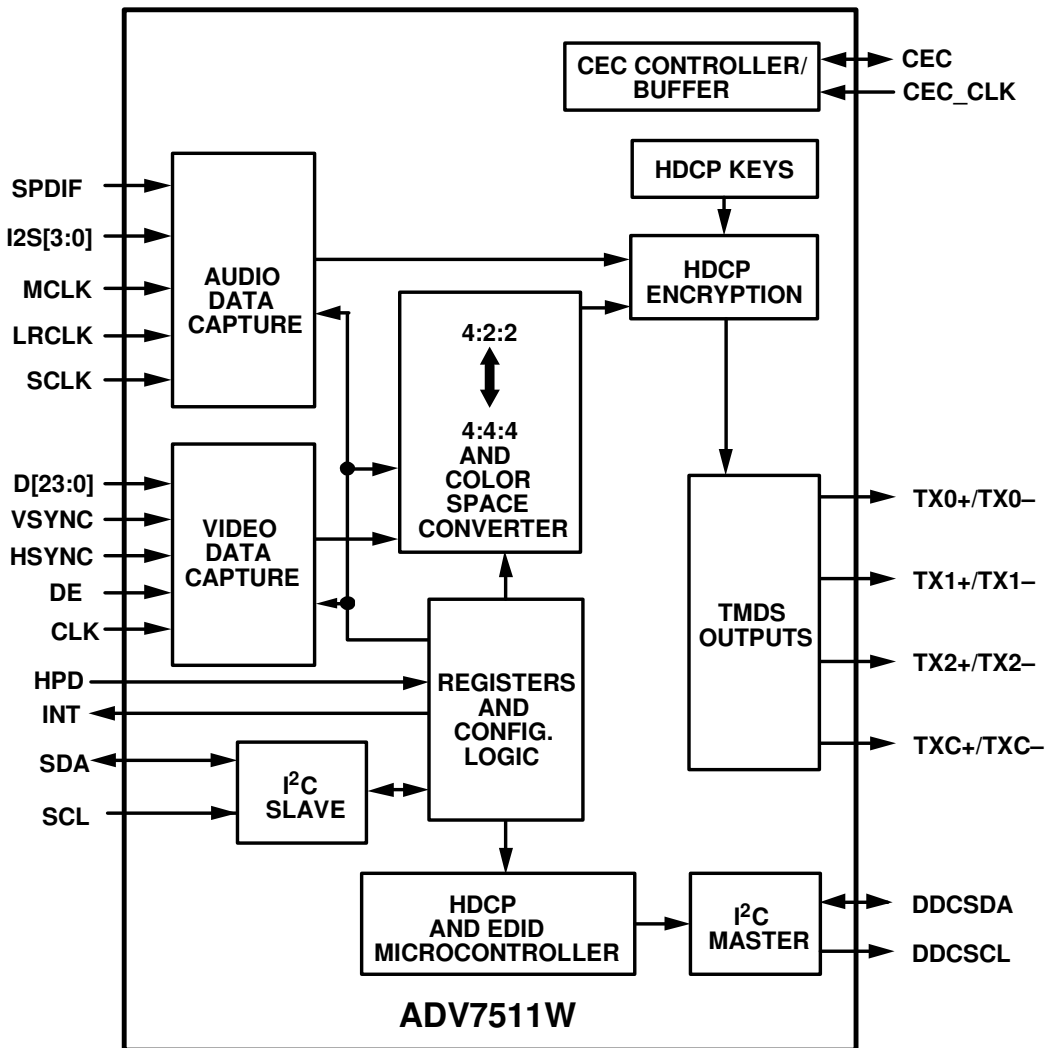 CEC CONTROLLER/
BUFFER
CEC
CEC_CLK
HDCP KEYS
SPDIF
I2S[3:0]
MCLK
LRCLK
SCLK
AUDIO
DATA
CAPTURE
HDCP
ENCRYPTION
4:2:2
4:4:4
AND
COLOR
SPACE
CONVERTER
D[23:0]
VSYNC
HSYNC
DE
CLK
VIDEO
DATA
CAPTURE
TMDS
OUTPUTS
TX0+/TX0–
TX1+/TX1–
TX2+/TX2–
TXC+/TXC–
HPD
INT
REGISTERS
AND
CONFIG.
LOGIC
SDA
SCL
I²C
SLAVE
HDCP
AND EDID
MICROCONTROLLER
I²C
MASTER
DDCSDA
DDCSCL
ADV7511W